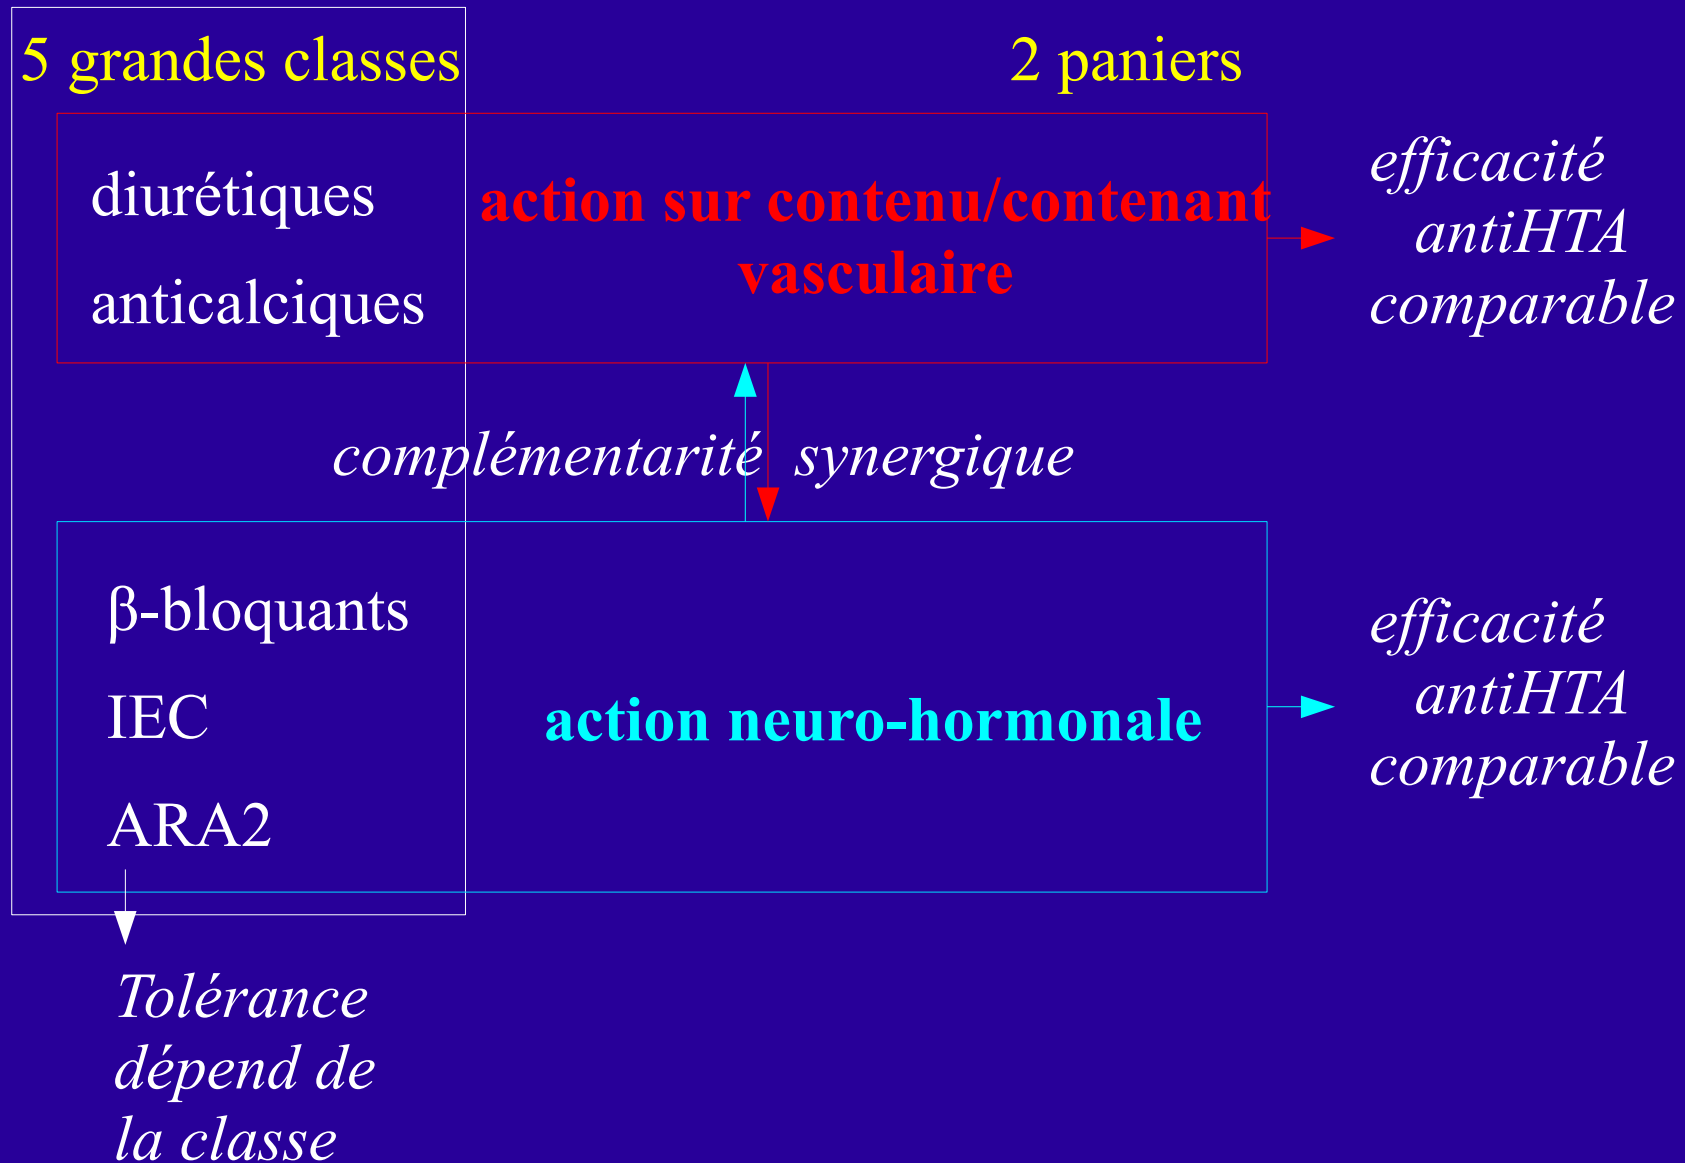 5 grandes classes
2 paniers
diurétiques
anticalciques
action sur contenu/contenant
vasculaire
efficacité
antiHTA
comparable
complémentarité synergique
β-bloquants
IEC
ARA2
action neuro-hormonale
efficacité
antiHTA
comparable
Tolérance
dépend de
la classe